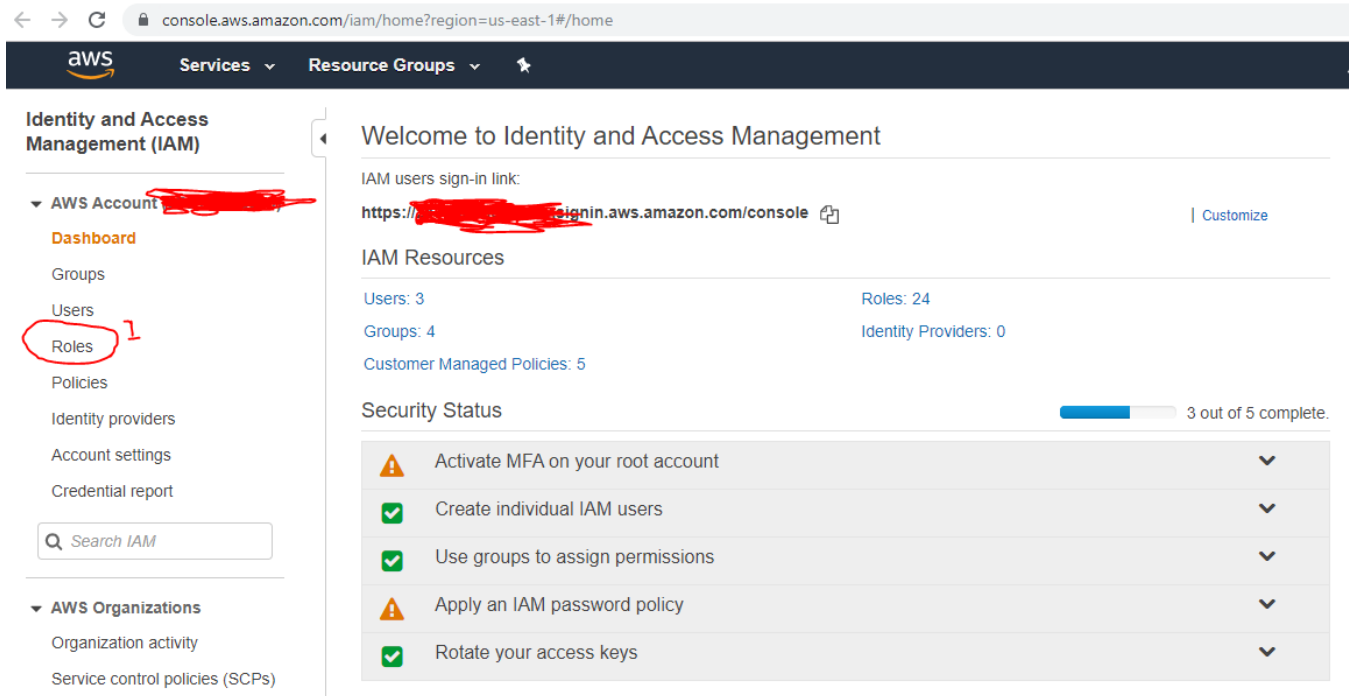 console.aws.amazon.com/iam/home?region=us-east-1#/home
aws Services Resource Groups
Identity and Access
Management (IAM)
AWS Account
Dashboard
Groups
Users
Roles 1
Policies
Identity providers
Account settings
Credential report
Search IAM
AWS Organizations
Organization activity
Service control policies (SCPs)
Welcome to Identity and Access Management
IAM users sign-in link:
https:// signin.aws.amazon.com/console | Customize
IAM Resources
Users: 3 Roles: 24
Groups: 4 Identity Providers: 0
Customer Managed Policies: 5
Security Status 3 out of 5 complete.
Activate MFA on your root account
Create individual IAM users
Use groups to assign permissions
Apply an IAM password policy
Rotate your access keys